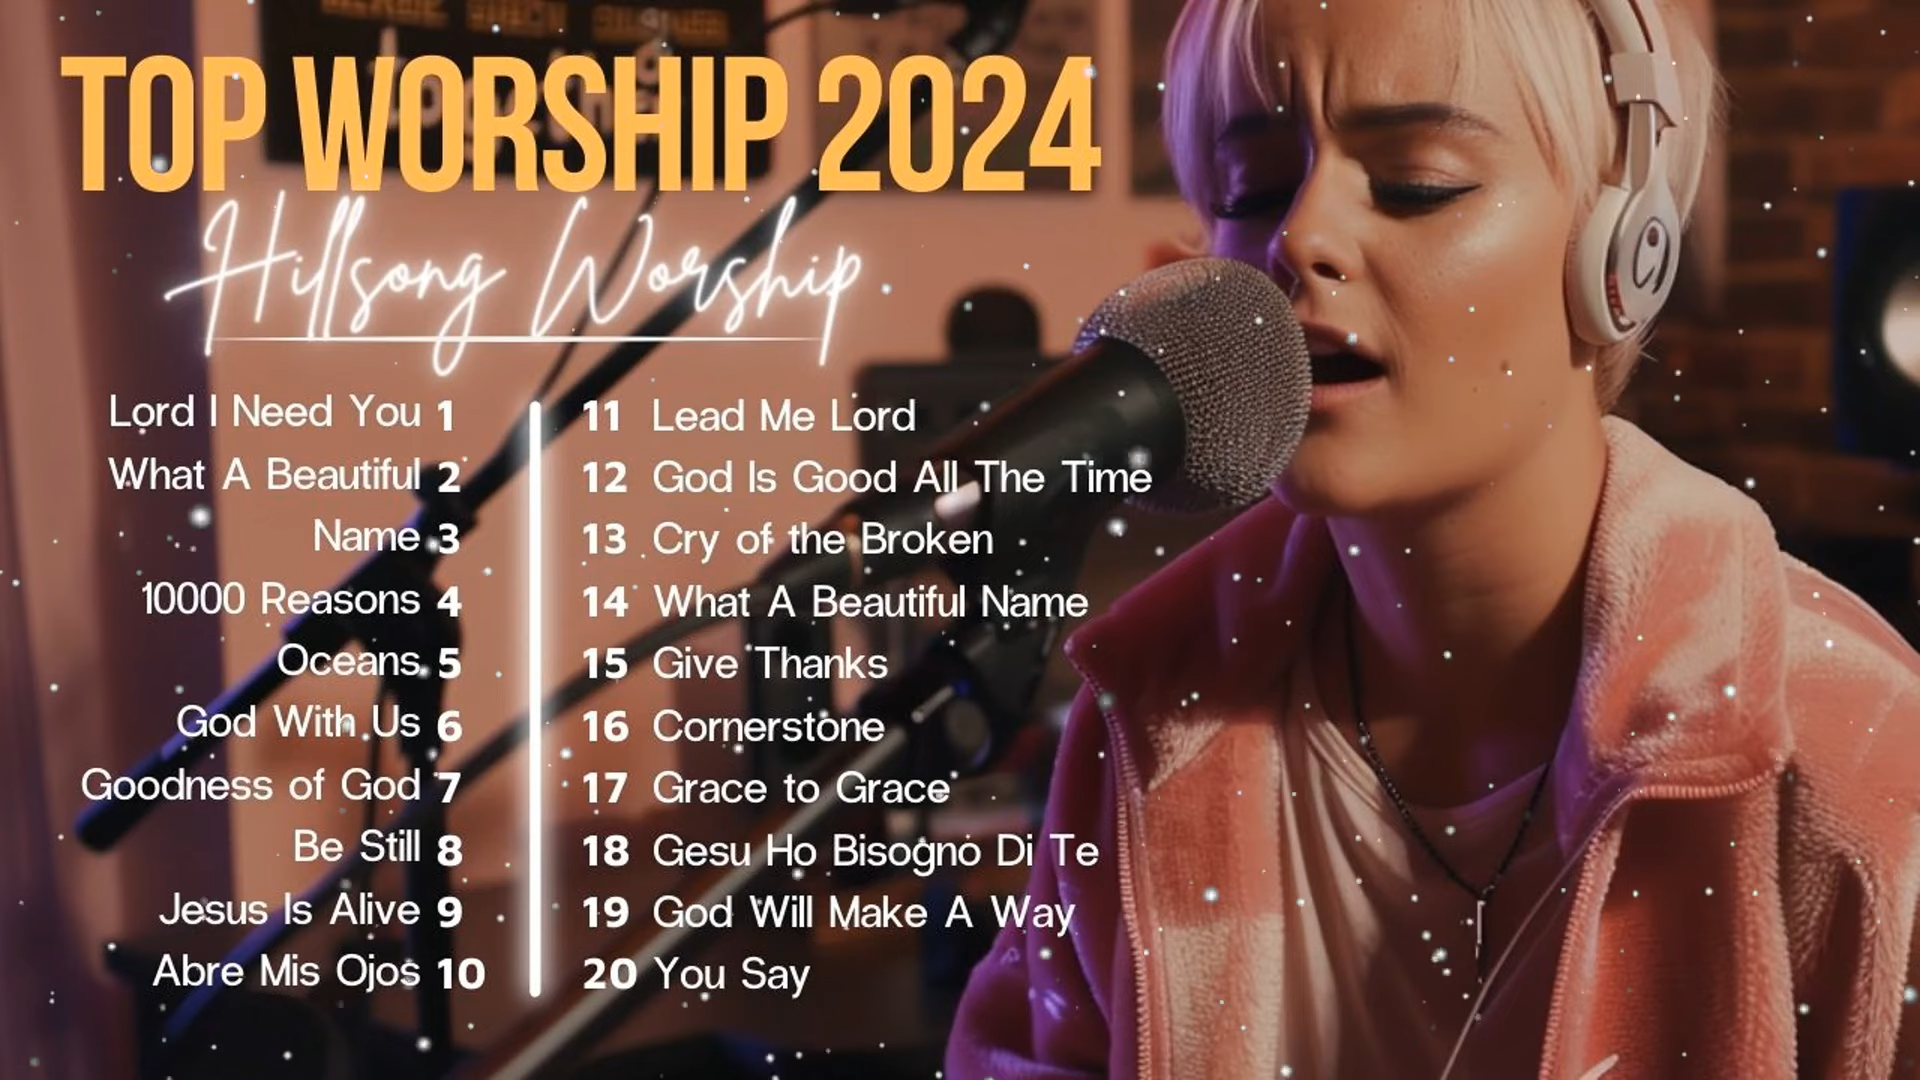 TOP WORSHIP 2024
Hillsong Worship
Lord I Need You 1
What A Beautiful 2
Name 3
10000 Reasons 4
Oceans 5
God With Us 6
Goodness of God 7
Be Still 8
Jesus Is Alive 9
Abre Mis Ojos 10
11 Lead Me Lord
12 God Is Good All The Time
13 Cry of the Broken
14 What A Beautiful Name
15 Give Thanks
16 Cornerstone
17 Grace to Grace
18 Gesu Ho Bisogno Di Te
19 God Will Make A Way
20 You Say